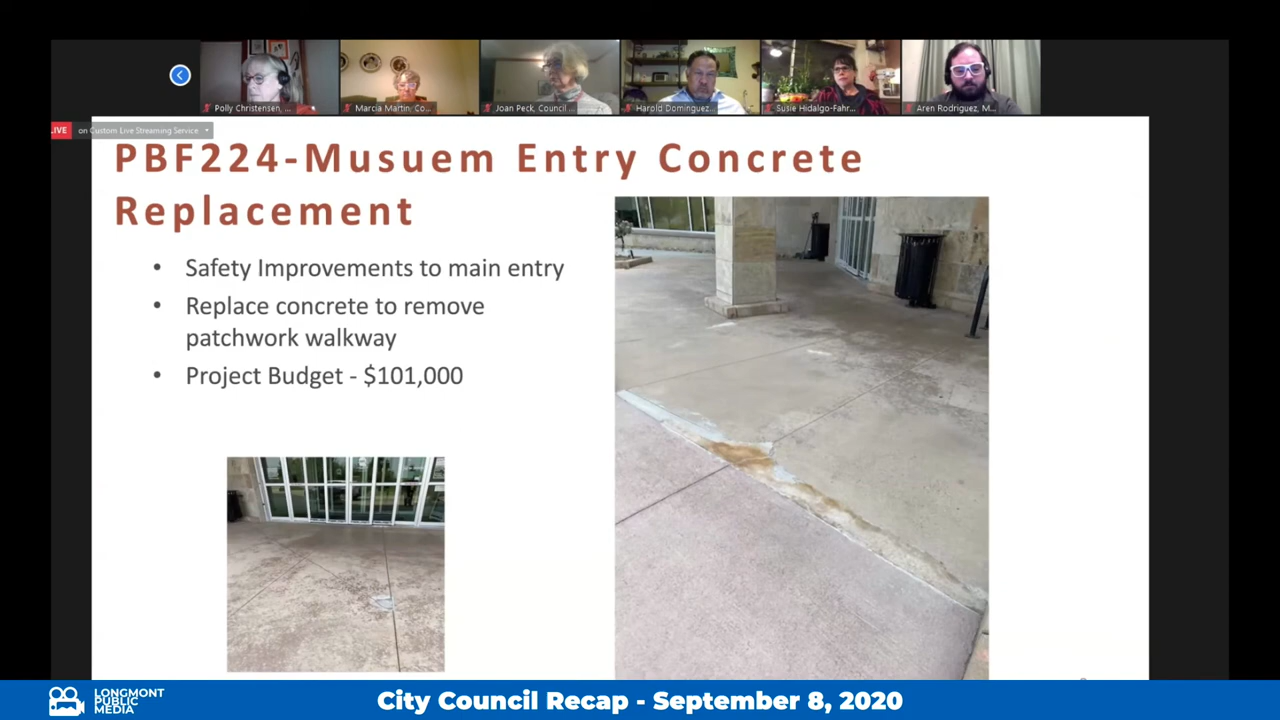 Polly Christensen, ...
Marcia Martin: Co...
Joan Peck, Council ...
Harold Dominguez...
Susie Hidalgo-Fahr...
Aren Rodriguez, M...
LIVE
on Custom Live Streaming Service
PBF224-Musuem Entry Concrete
Replacement
• Safety Improvements to main entry
• Replace concrete to remove
patchwork walkway
• Project Budget - $101,000
LONGMONT
PUBLIC
MEDIA
City Council Recap - September 8, 2020